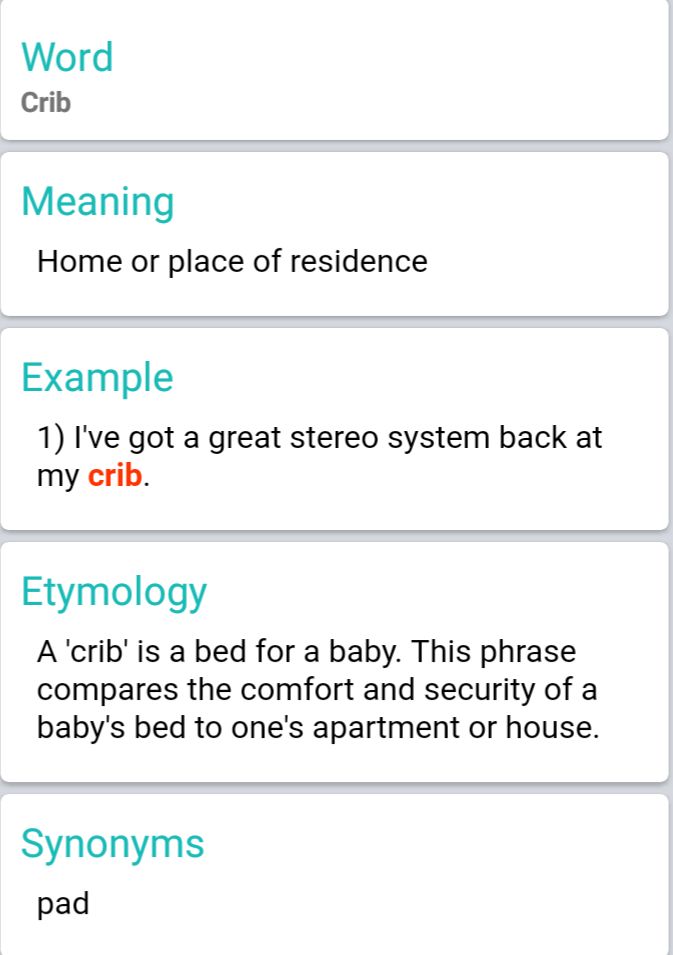 Word
Crib
Meaning
Home or place of residence
Example
1) I've got a great stereo system back at
my crib.
Etymology
A 'crib' is a bed for a baby. This phrase
compares the comfort and security of a
baby's bed to one's apartment or house.
Synonyms
pad